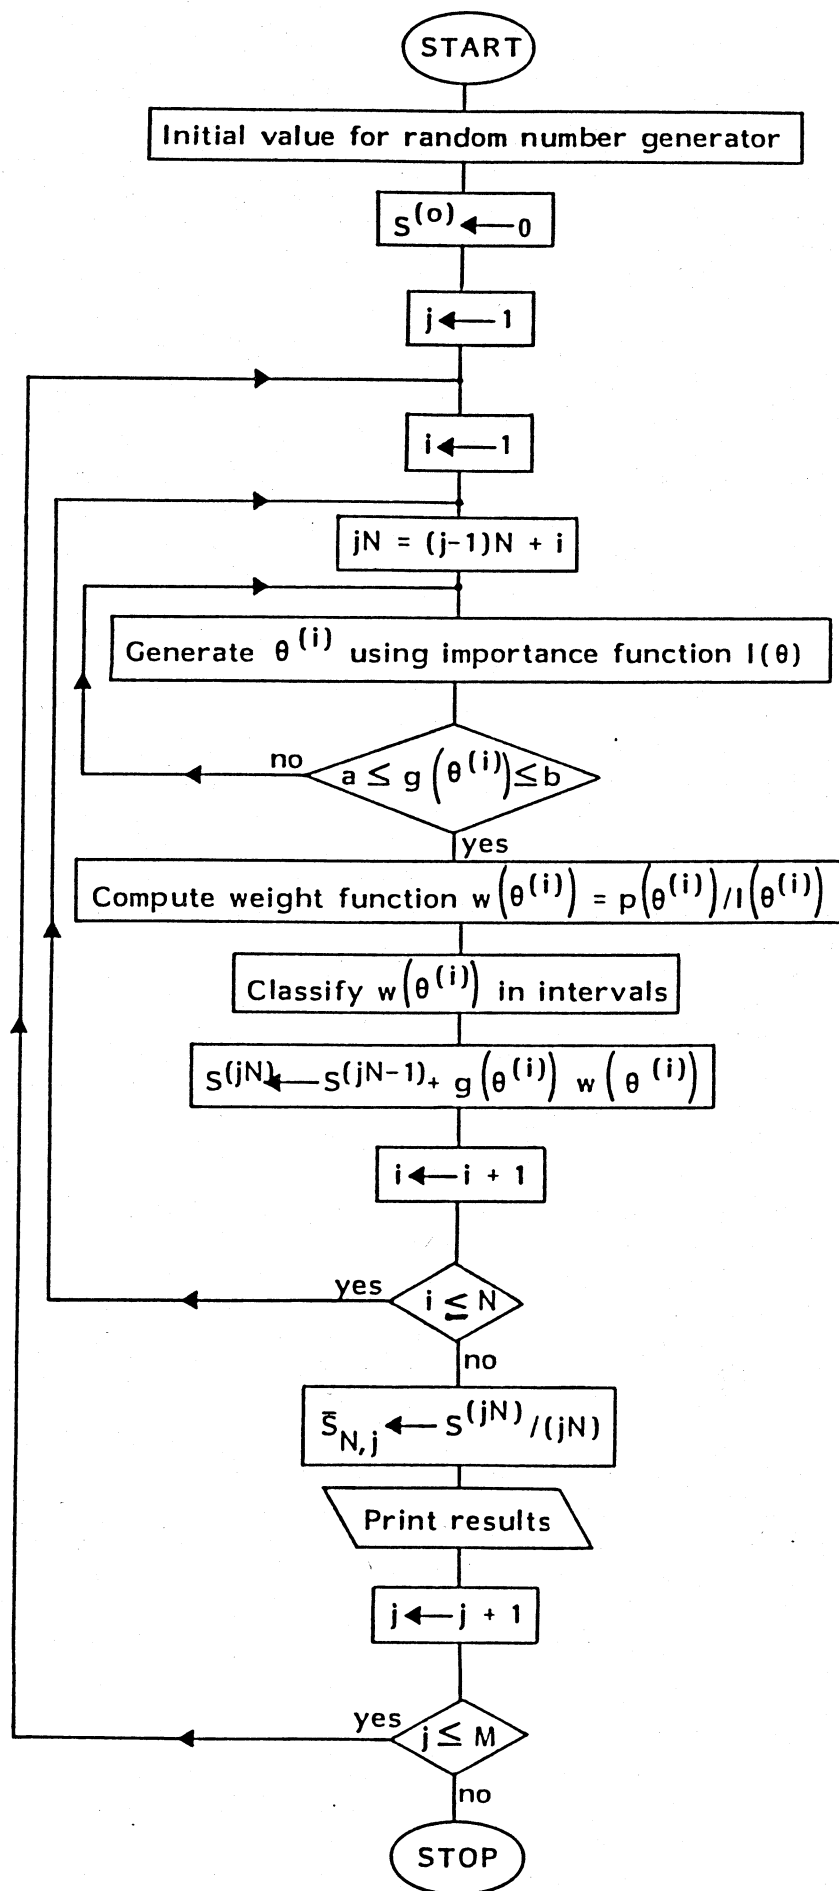 START
Initial value for random number generator
S^(o) ← 0
j ← 1
i ← 1
jN = (j-1)N + i
Generate θ^(i) using importance function I(θ)
no
a ≤ g(θ^(i)) ≤ b
yes
Compute weight function w(θ^(i)) = p(θ^(i))/I(θ^(i))
Classify w(θ^(i)) in intervals
S^(jN) ← S^(jN-1) + g(θ^(i)) w(θ^(i))
i ← i + 1
yes
i ≤ N
no
S̄_N,j ← S^(jN)/(jN)
Print results
j ← j + 1
yes
j ≤ M
no
STOP